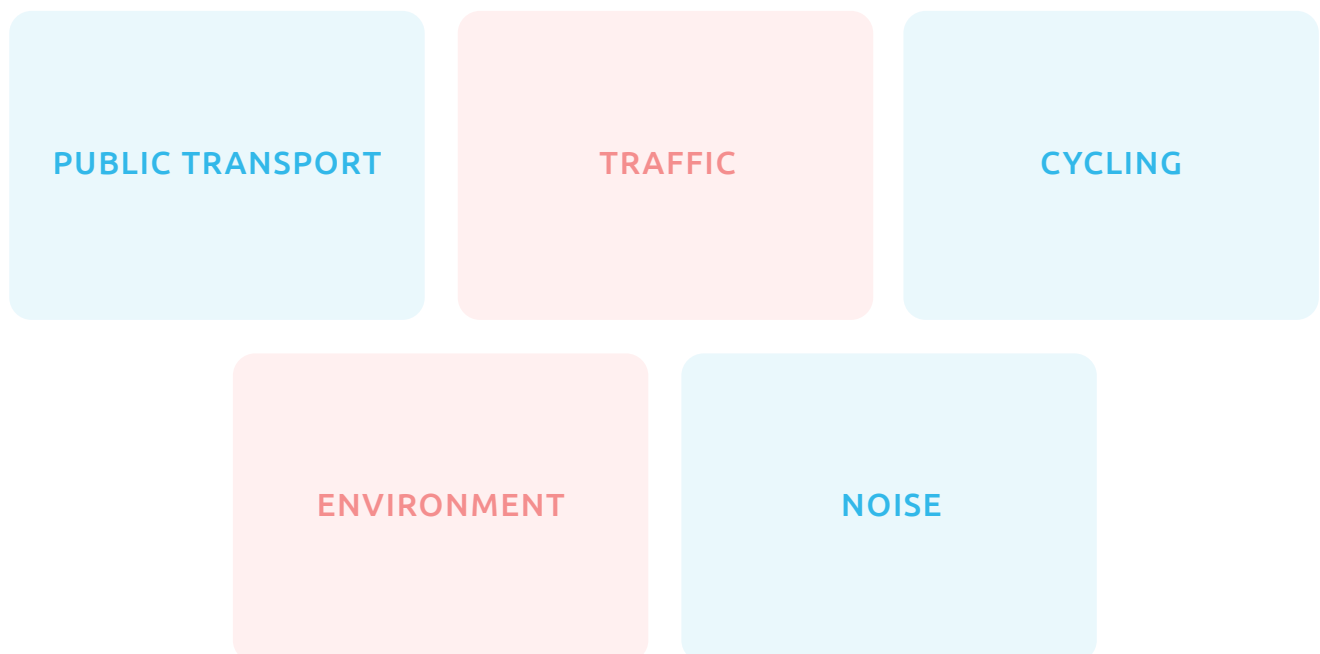 PUBLIC TRANSPORT
TRAFFIC
CYCLING
ENVIRONMENT
NOISE